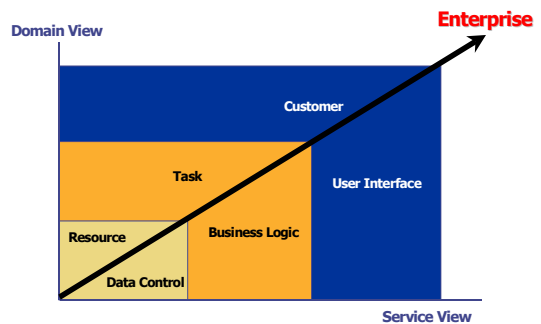 Enterprise
Domain View
Customer
Task
User Interface
Resource
Business Logic
Data Control
Service View